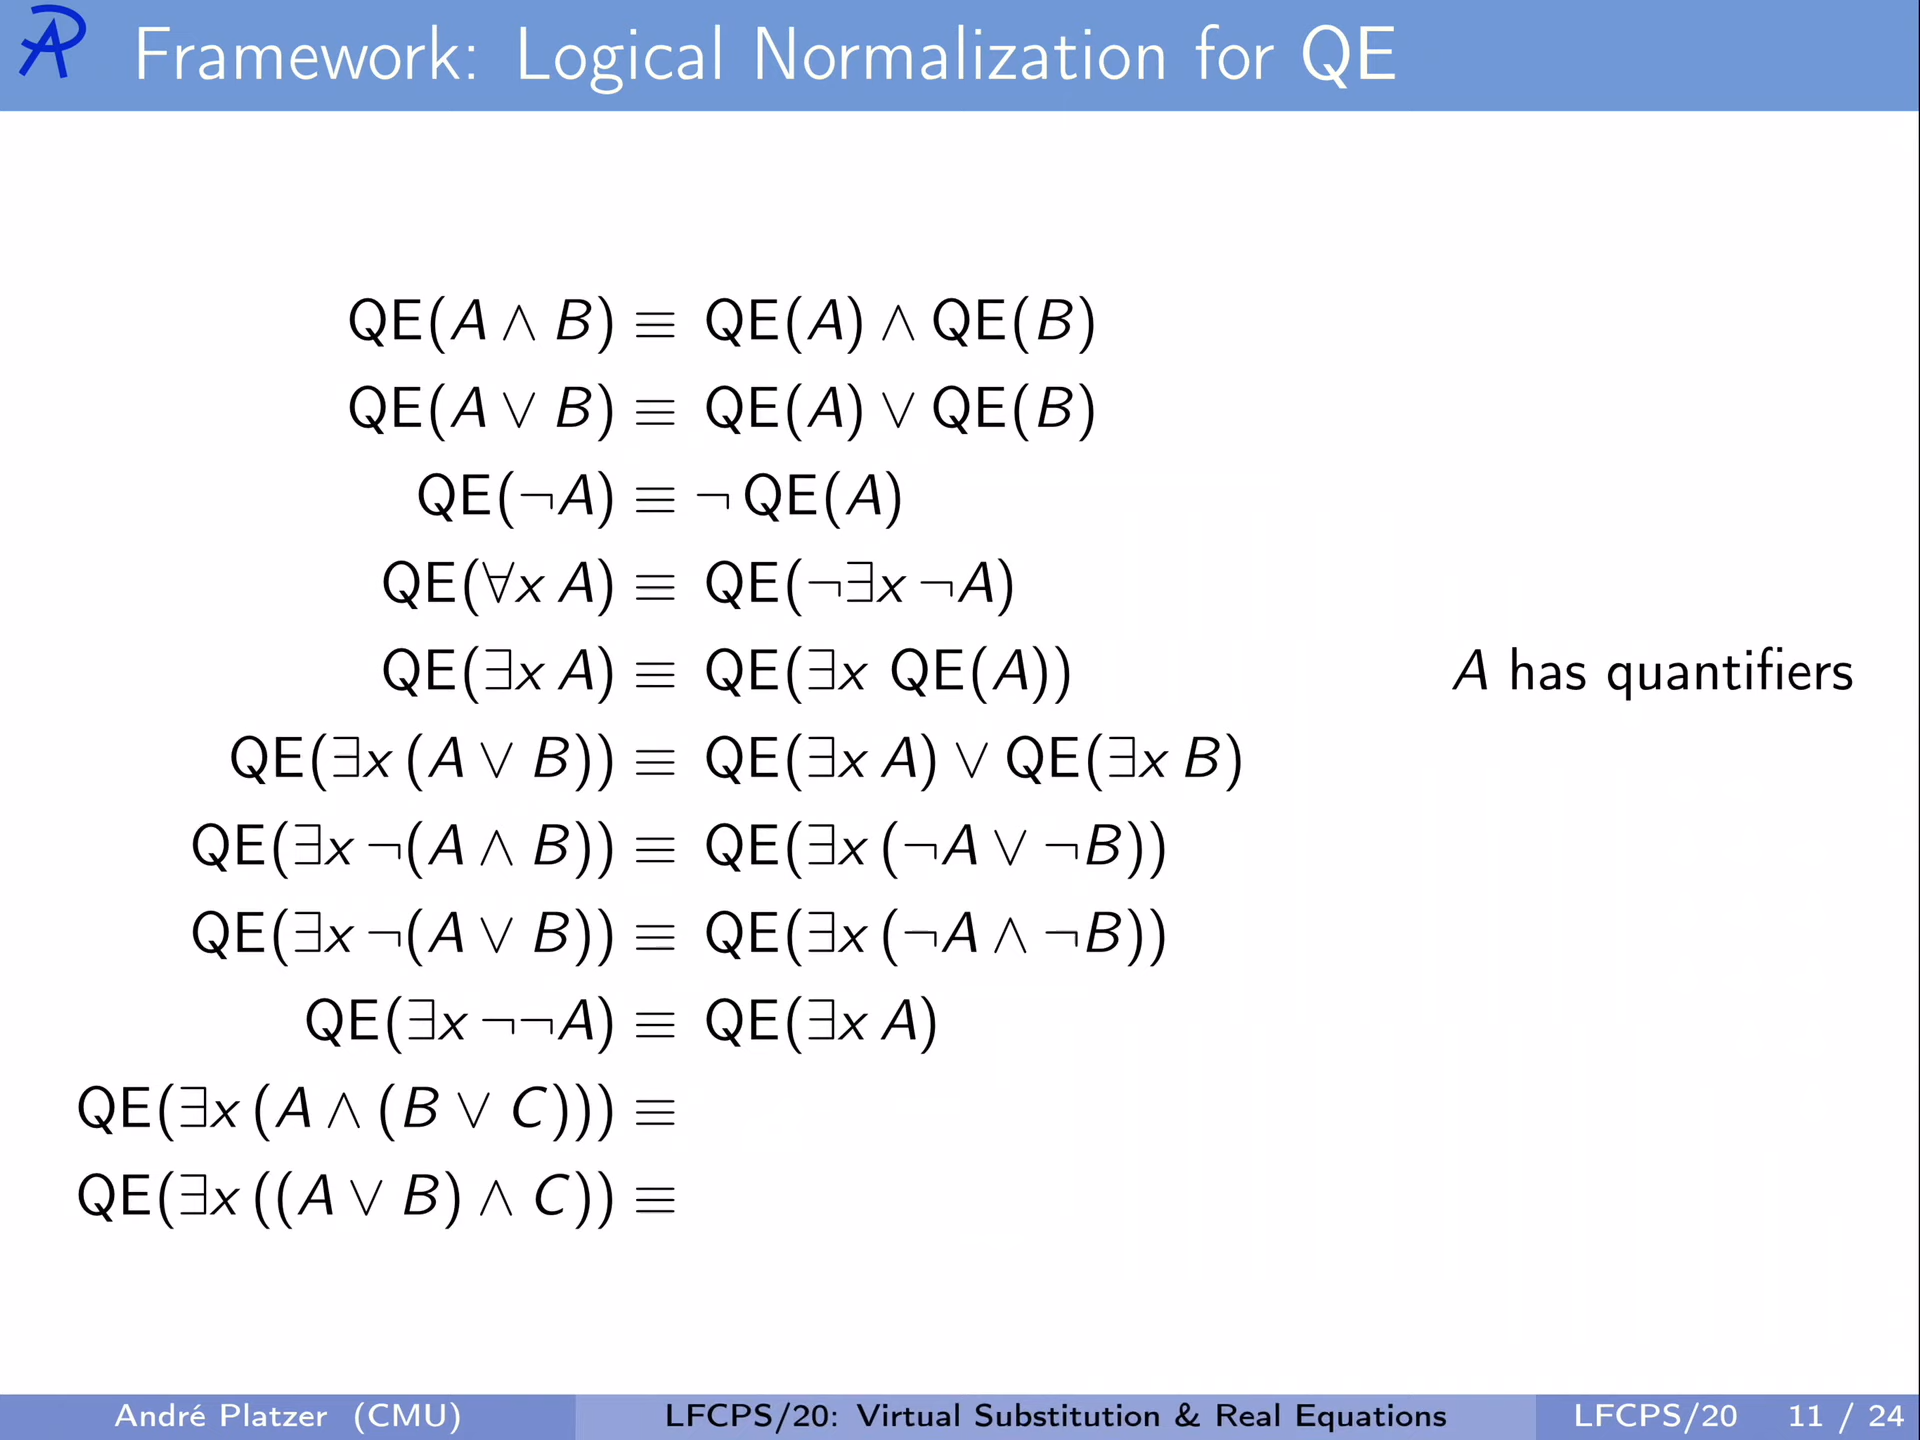 Framework: Logical Normalization for QE
QE(A ∧ B) ≡ QE(A) ∧ QE(B)
QE(A ∨ B) ≡ QE(A) ∨ QE(B)
QE(¬A) ≡ ¬ QE(A)
QE(∀x A) ≡ QE(¬∃x ¬A)
QE(∃x A) ≡ QE(∃x QE(A)) A has quantifiers
QE(∃x (A ∨ B)) ≡ QE(∃x A) ∨ QE(∃x B)
QE(∃x ¬(A ∧ B)) ≡ QE(∃x (¬A ∨ ¬B))
QE(∃x ¬(A ∨ B)) ≡ QE(∃x (¬A ∧ ¬B))
QE(∃x ¬¬A) ≡ QE(∃x A)
QE(∃x (A ∧ (B ∨ C))) ≡
QE(∃x ((A ∨ B) ∧ C)) ≡
André Platzer (CMU) LFCPS/20: Virtual Substitution & Real Equations LFCPS/20 11 / 24